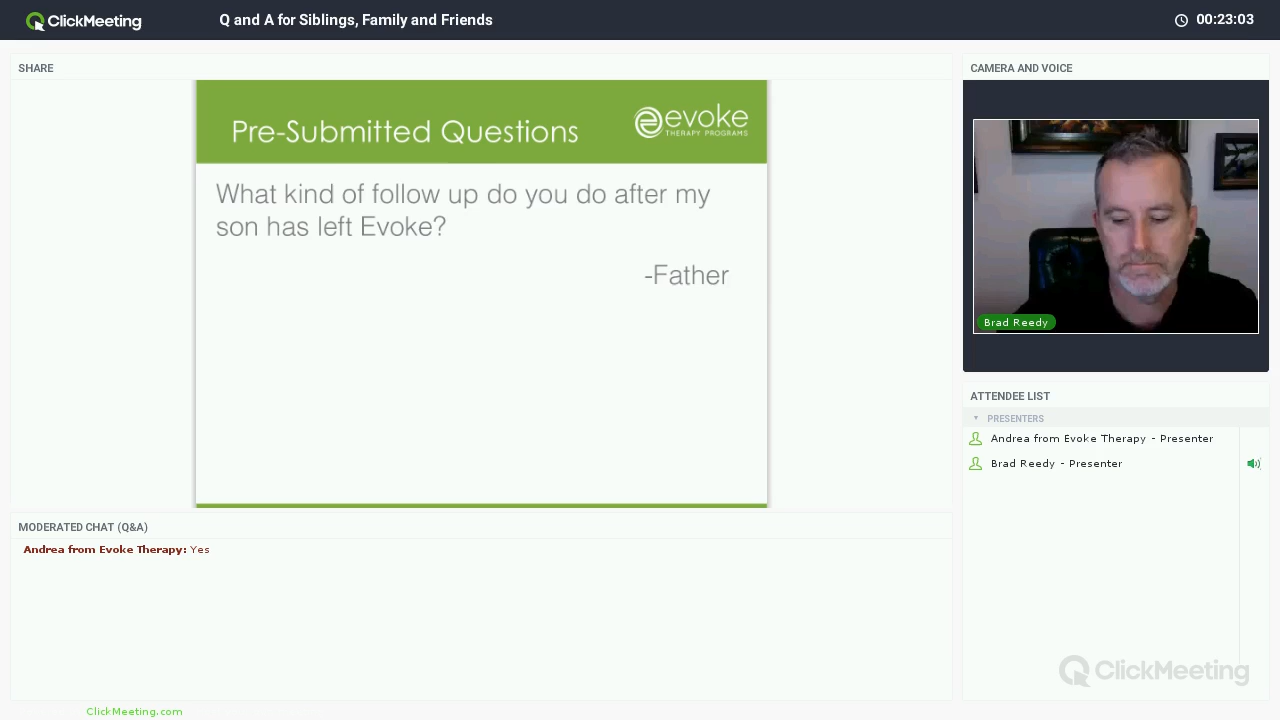 ClickMeeting
Q and A for Siblings, Family and Friends
00:23:03
SHARE
Pre-Submitted Questions
evoke
THERAPY PROGRAMS
What kind of follow up do you do after my
son has left Evoke?
-Father
CAMERA AND VOICE
Brad Reedy
ATTENDEE LIST
PRESENTERS
Andrea from Evoke Therapy - Presenter
Brad Reedy - Presenter
MODERATED CHAT (Q&A)
Andrea from Evoke Therapy: Yes
ClickMeeting
ClickMeeting.com